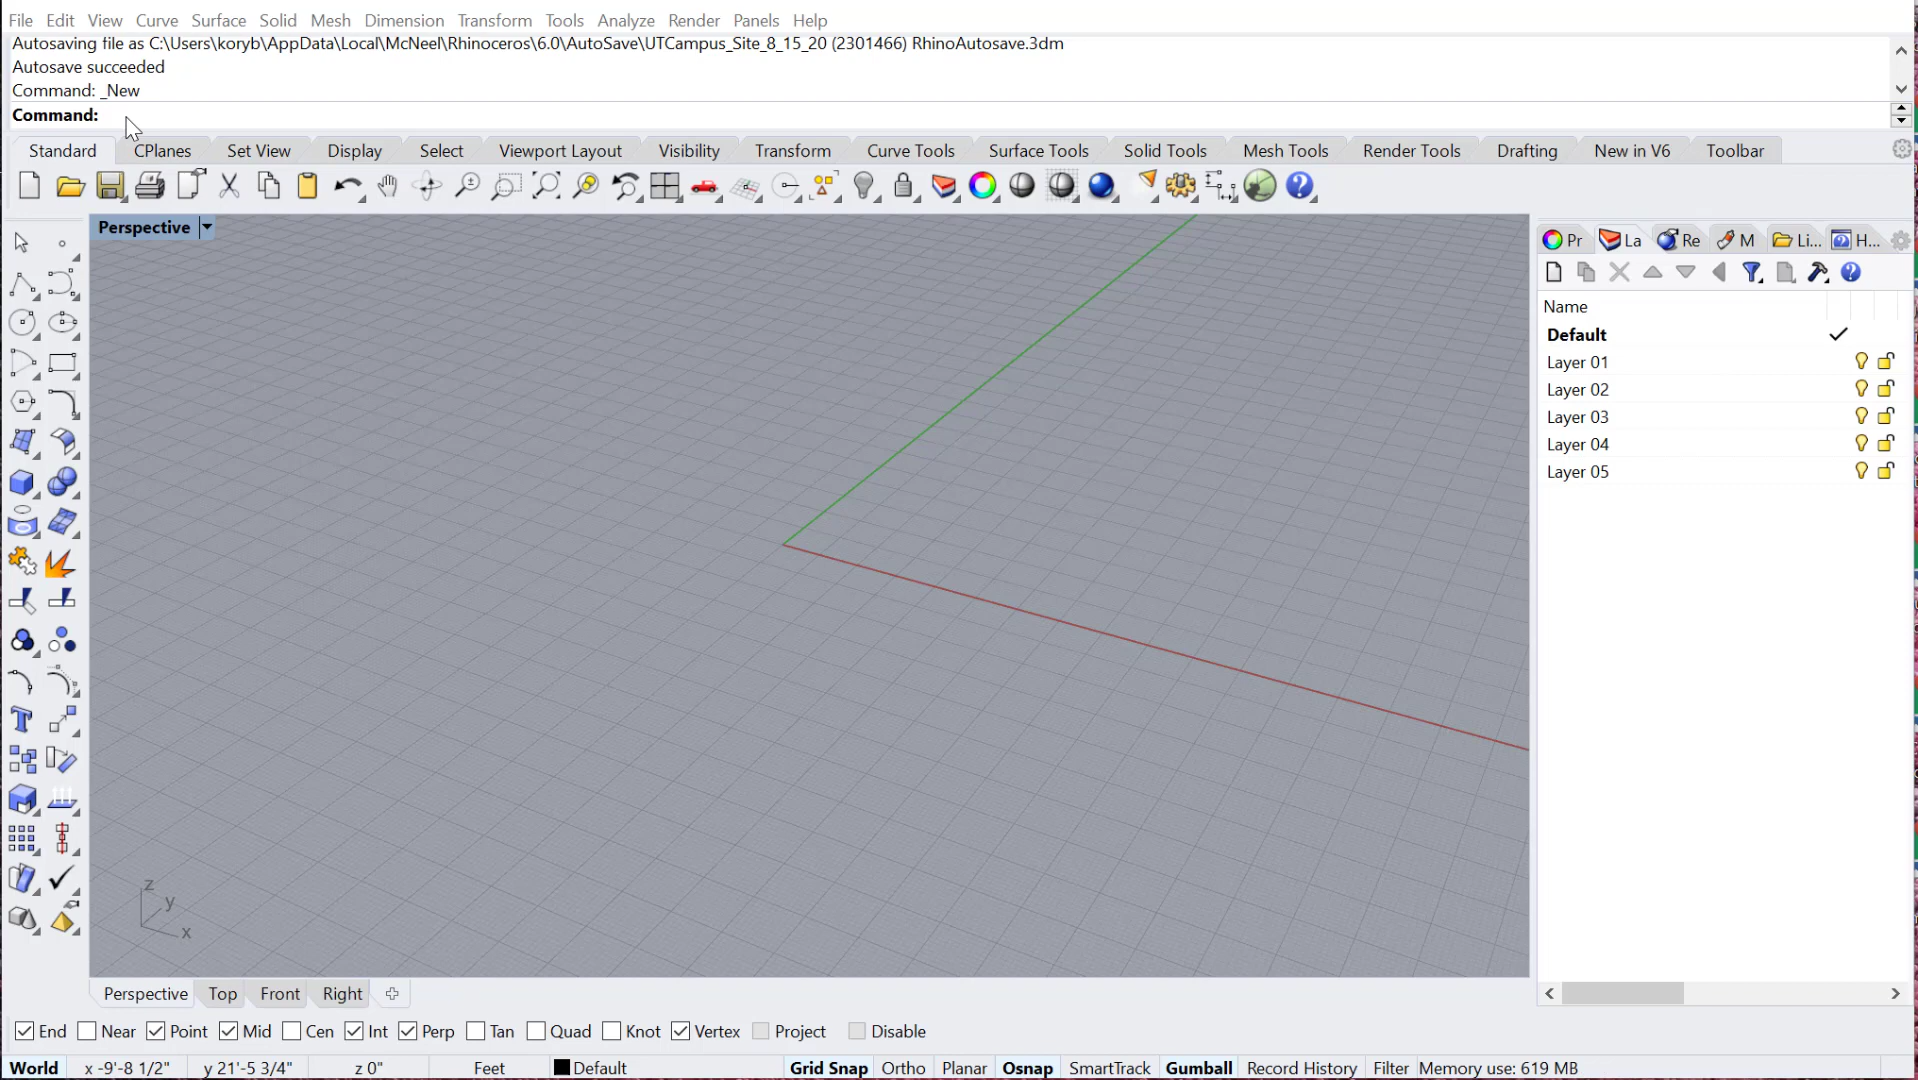 File Edit View Curve Surface Solid Mesh Dimension Transform Tools Analyze Render Panels Help
Autosaving file as C:\Users\koryb\AppData\Local\McNeel\Rhinoceros\6.0\AutoSave\UTCampus_Site_8_15_20 (2301466) RhinoAutosave.3dm
Autosave succeeded
Command: _New
Command:
Standard CPlanes Set View Display Select Viewport Layout Visibility Transform Curve Tools Surface Tools Solid Tools Mesh Tools Render Tools Drafting New in V6 Toolbar
Perspective
Pr La Re M Li... H...
Name
Default
Layer 01
Layer 02
Layer 03
Layer 04
Layer 05
z
y
x
Perspective Top Front Right
End Near Point Mid Cen Int Perp Tan Quad Knot Vertex Project Disable
World x -9'-8 1/2" y 21'-5 3/4" z 0" Feet Default Grid Snap Ortho Planar Osnap SmartTrack Gumball Record History Filter Memory use: 619 MB